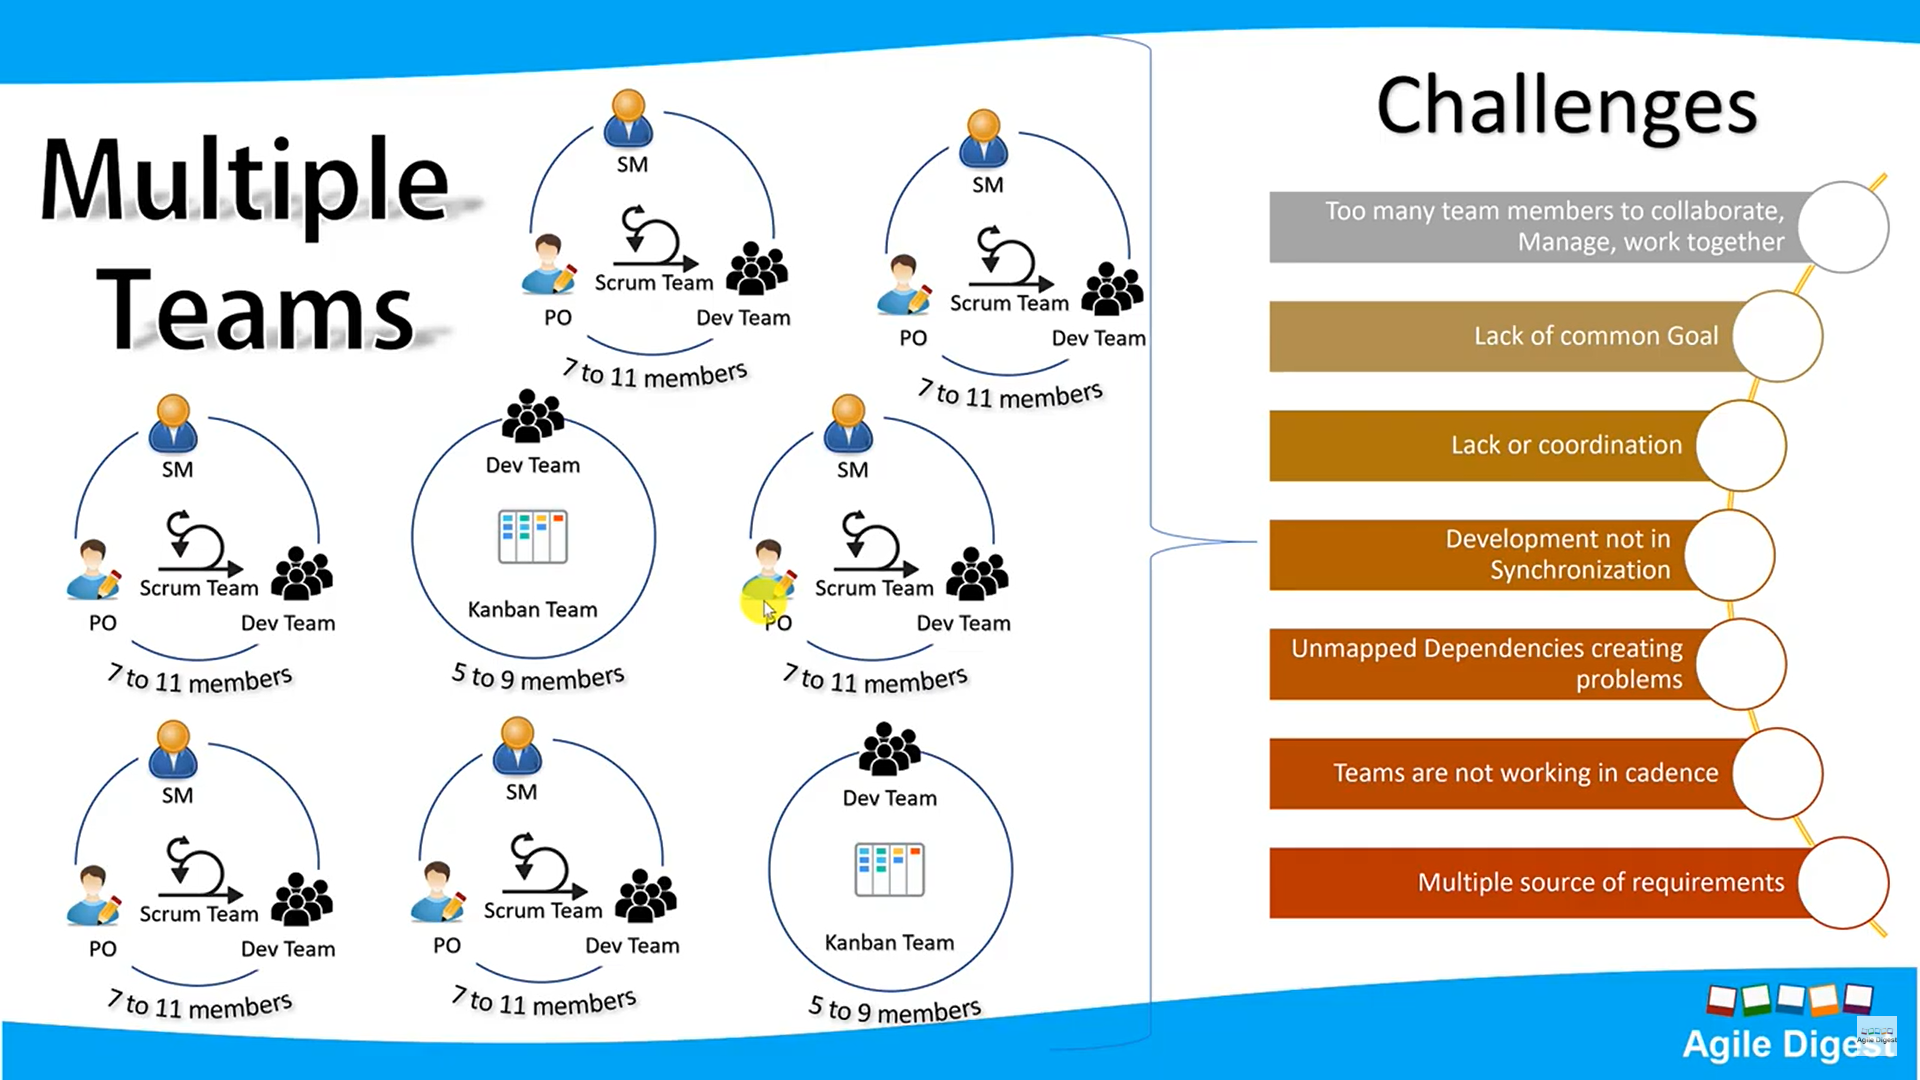 Multiple
Teams
SM
Scrum Team
PO
Dev Team
7 to 11 members
SM
Scrum Team
PO
Dev Team
7 to 11 members
SM
Scrum Team
PO
Dev Team
7 to 11 members
Dev Team
Kanban Team
5 to 9 members
SM
Scrum Team
PO
Dev Team
7 to 11 members
SM
Scrum Team
PO
Dev Team
7 to 11 members
SM
Scrum Team
PO
Dev Team
7 to 11 members
Dev Team
Kanban Team
5 to 9 members
Challenges
Too many team members to collaborate,
Manage, work together
Lack of common Goal
Lack or coordination
Development not in
Synchronization
Unmapped Dependencies creating
problems
Teams are not working in cadence
Multiple source of requirements
Agile Digest
Agile Digest